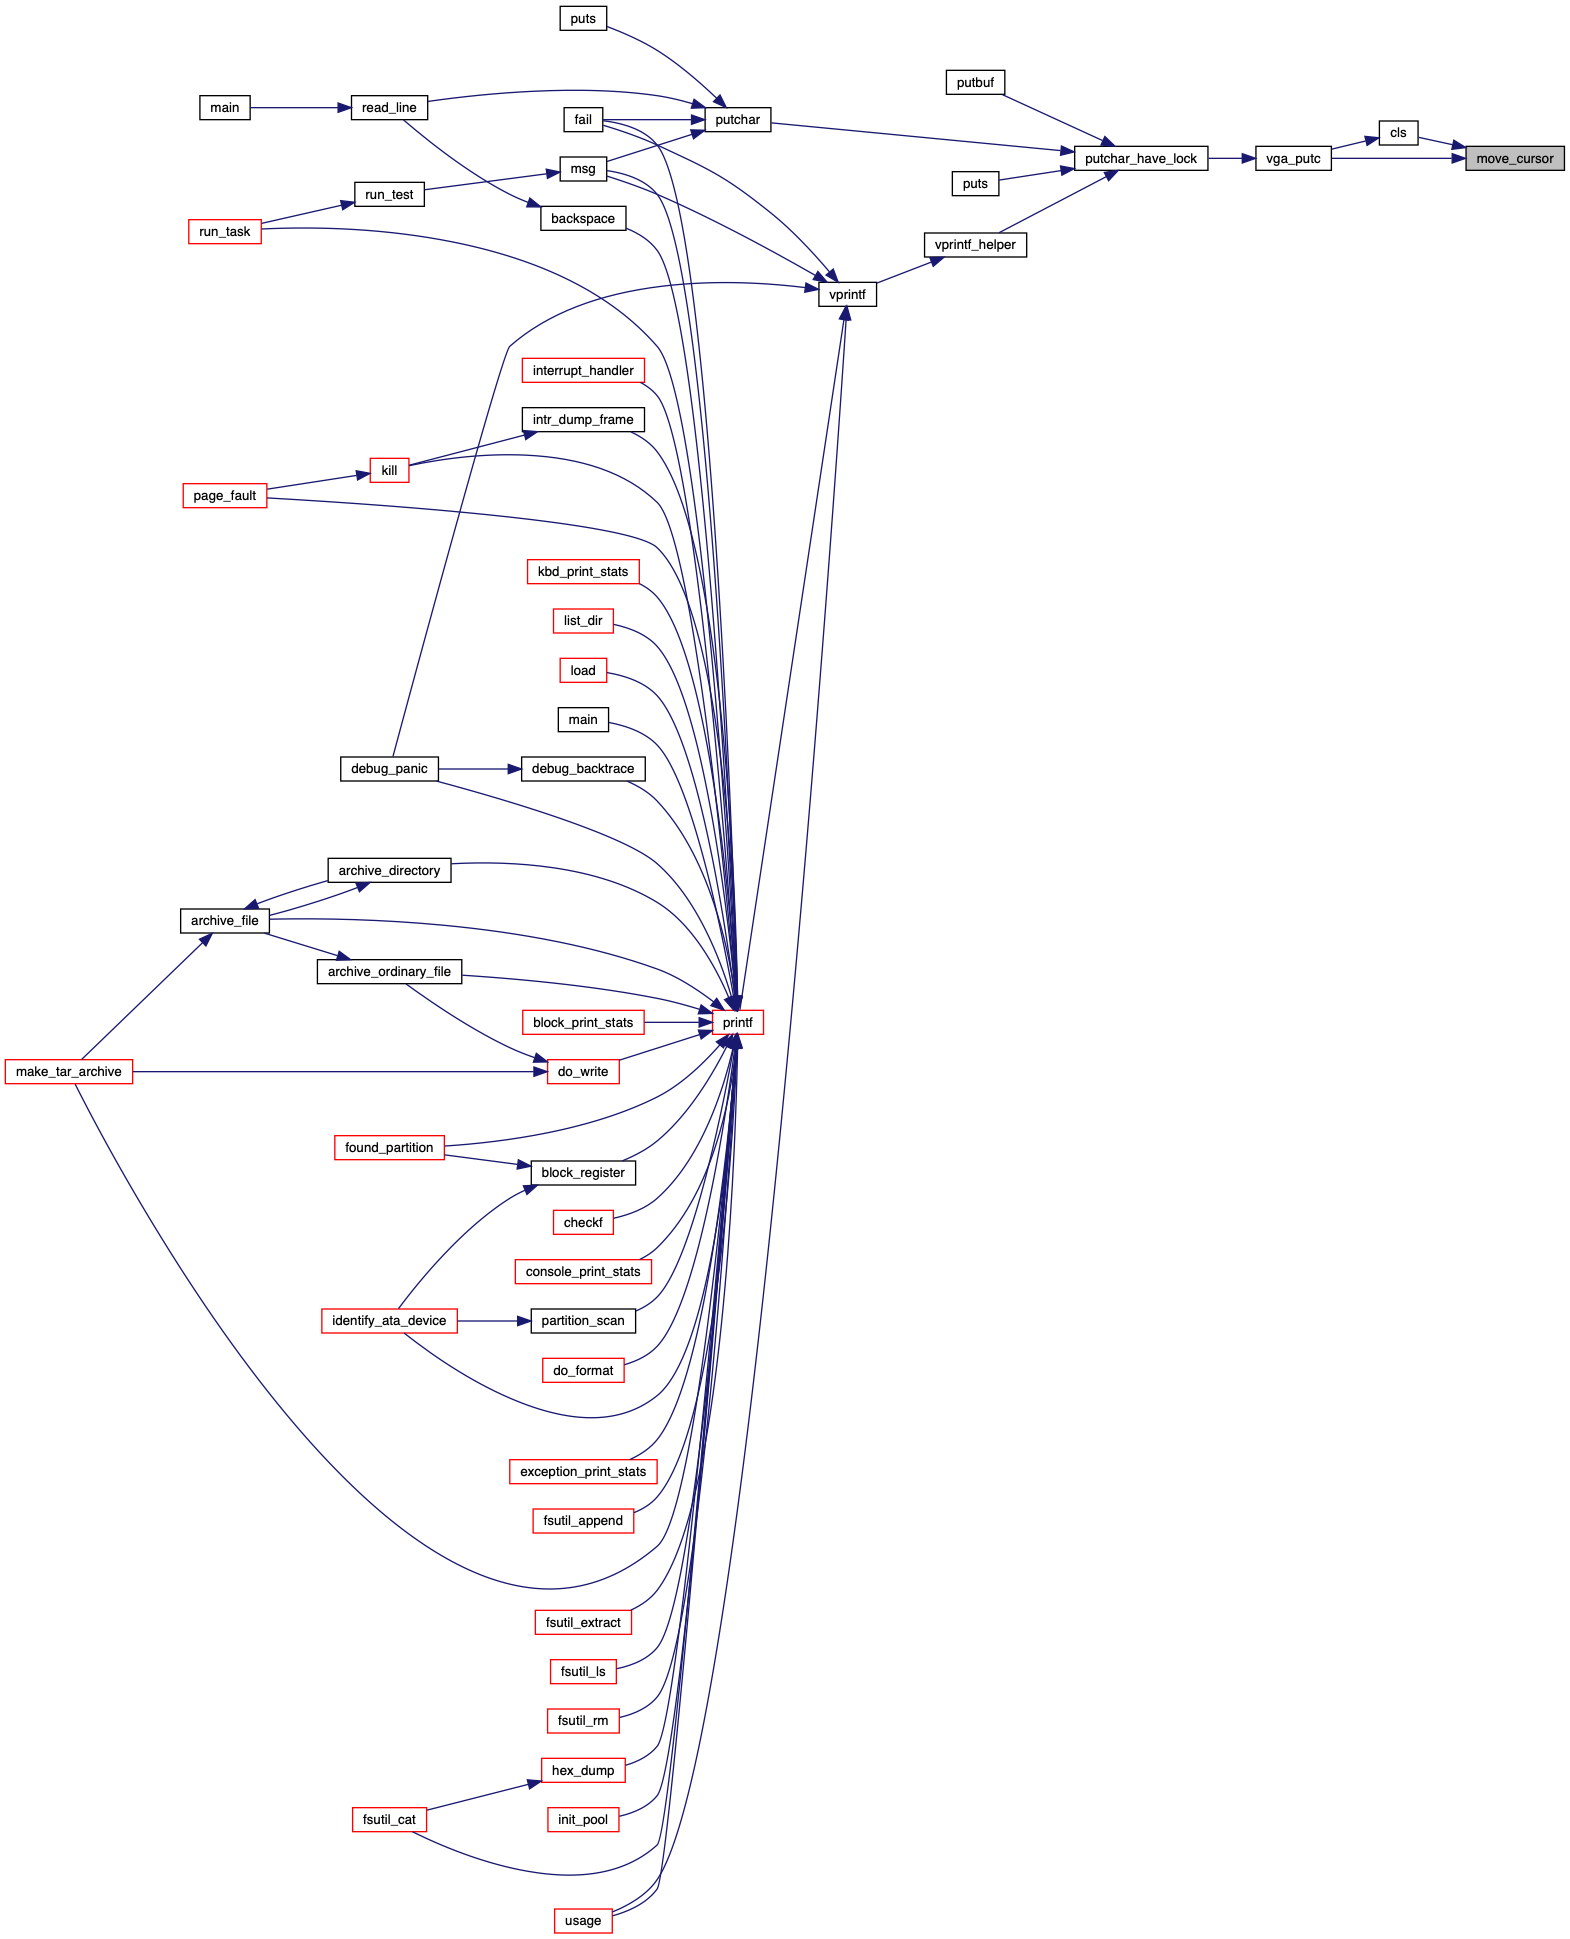 puts
putbuf
main
read_line
fail
putchar
cls
putchar_have_lock
vga_putc
move_cursor
msg
puts
run_test
backspace
run_task
vprintf_helper
vprintf
interrupt_handler
intr_dump_frame
kill
page_fault
kbd_print_stats
list_dir
load
main
debug_panic
debug_backtrace
archive_directory
archive_file
archive_ordinary_file
block_print_stats
printf
make_tar_archive
do_write
found_partition
block_register
checkf
console_print_stats
identify_ata_device
partition_scan
do_format
exception_print_stats
fsutil_append
fsutil_extract
fsutil_ls
fsutil_rm
hex_dump
fsutil_cat
init_pool
usage